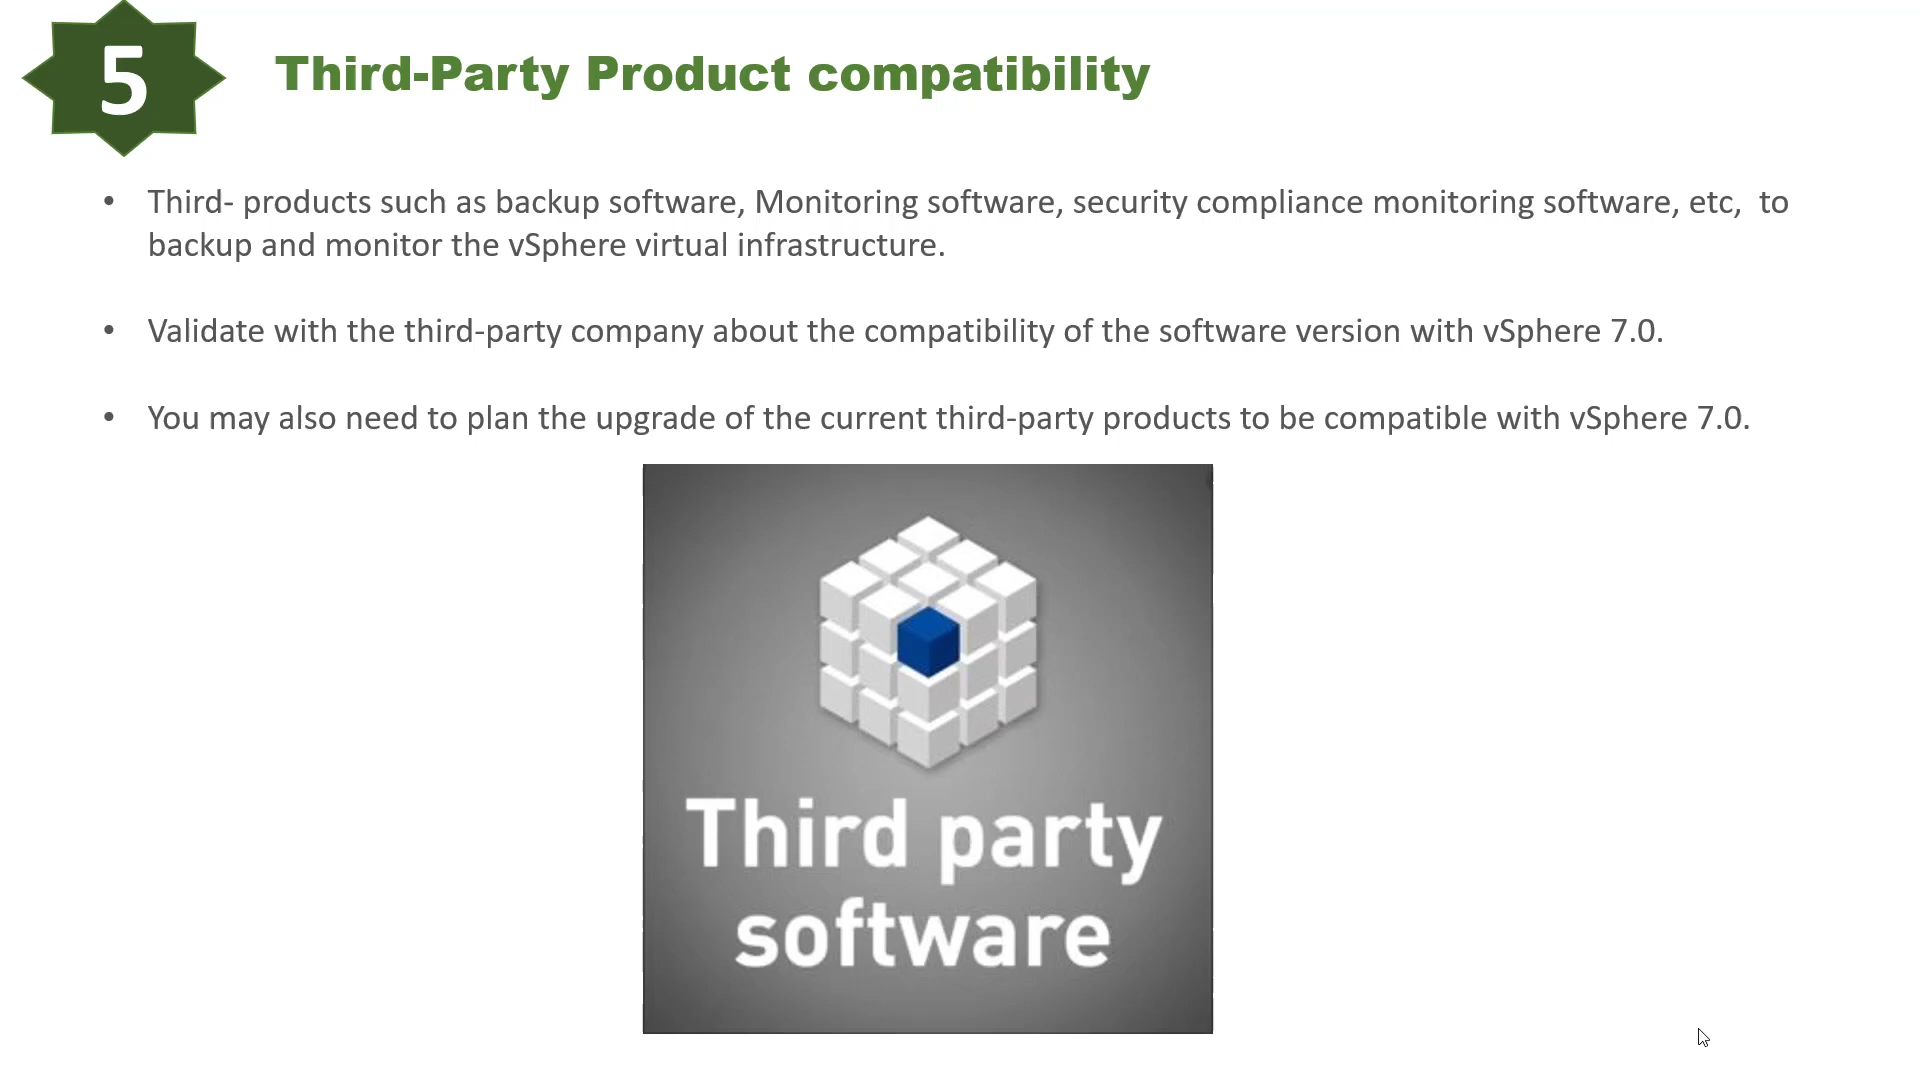 5
Third-Party Product compatibility
• Third- products such as backup software, Monitoring software, security compliance monitoring software, etc,  to
backup and monitor the vSphere virtual infrastructure.
• Validate with the third-party company about the compatibility of the software version with vSphere 7.0.
• You may also need to plan the upgrade of the current third-party products to be compatible with vSphere 7.0.
Third party
software